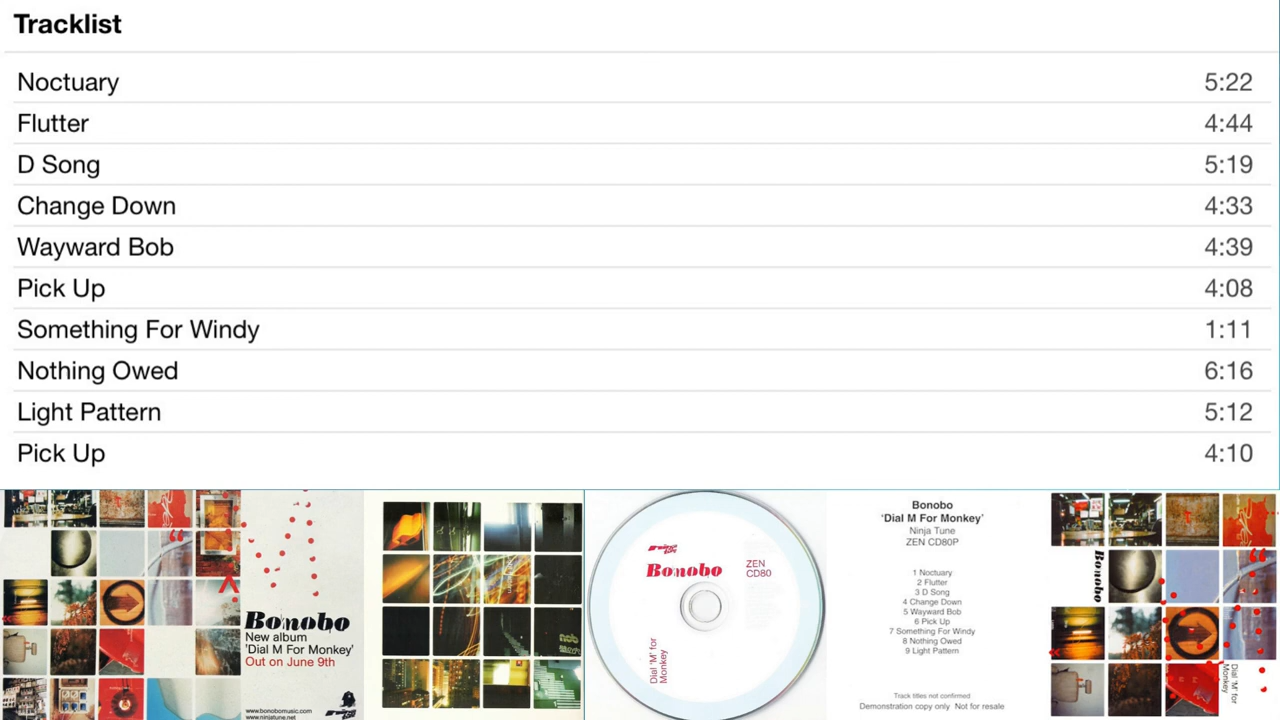 Tracklist
Noctuary 5:22
Flutter 4:44
D Song 5:19
Change Down 4:33
Wayward Bob 4:39
Pick Up 4:08
Something For Windy 1:11
Nothing Owed 6:16
Light Pattern 5:12
Pick Up 4:10
Bonobo
New album
'Dial M For Monkey'
Out on June 9th
www.bonobomusic.com
www.ninjatune.net
Bonobo
ZEN
CD80
Dial 'M' for
Monkey
Bonobo
'Dial M For Monkey'
Ninja Tune
ZEN CD80P
1 Noctuary
2 Flutter
3 D Song
4 Change Down
5 Wayward Bob
6 Pick Up
7 Something For Windy
8 Nothing Owed
9 Light Pattern
Track titles not confirmed
Demonstration copy only Not for resale
Bonobo
Dial 'M' for
Monkey